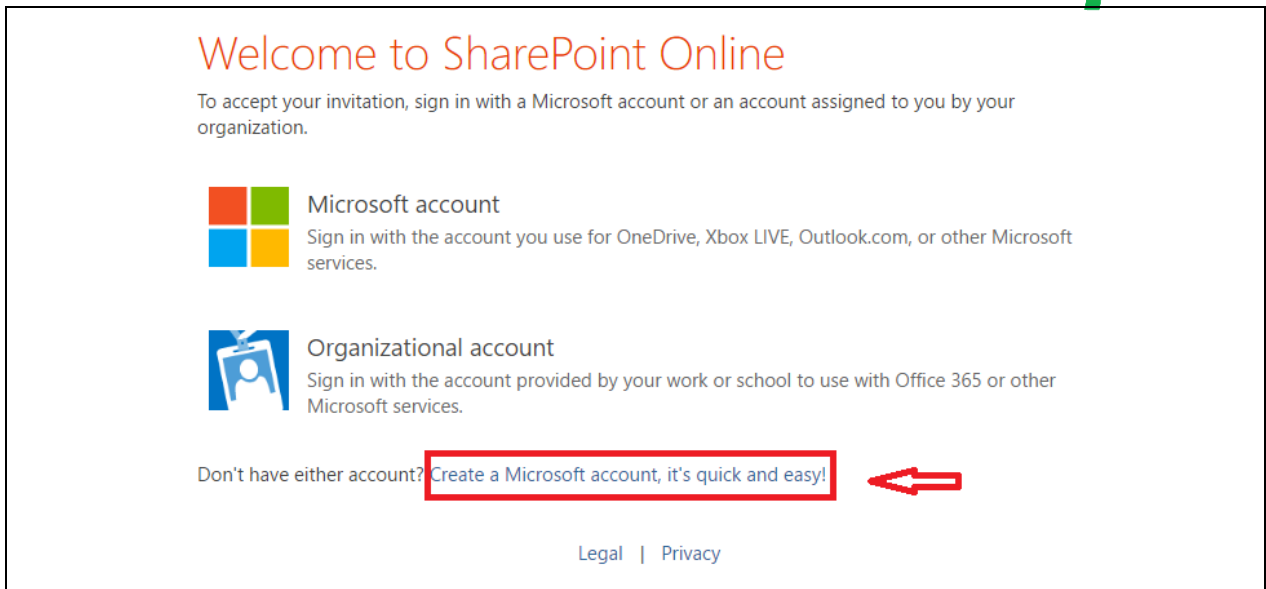 Welcome to SharePoint Online
To accept your invitation, sign in with a Microsoft account or an account assigned to you by your
organization.
Microsoft account
Sign in with the account you use for OneDrive, Xbox LIVE, Outlook.com, or other Microsoft
services.
Organizational account
Sign in with the account provided by your work or school to use with Office 365 or other
Microsoft services.
Don't have either account? Create a Microsoft account, it's quick and easy!
Legal | Privacy